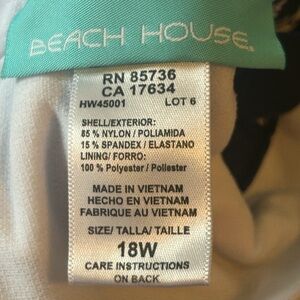 BEACH HOUSE
RN 85736
CA 17634
HW45001 LOT 6
SHELL/EXTERIOR:
85 % NYLON / POLIAMIDA
15 % SPANDEX / ELASTANO
LINING/ FORRO:
100 % Polyester / Poliester
MADE IN VIETNAM
HECHO EN VIETNAM
FABRIQUE AU VIETNAM
SIZE/ TALLA/ TAILLE
18W
CARE INSTRUCTIONS
ON BACK